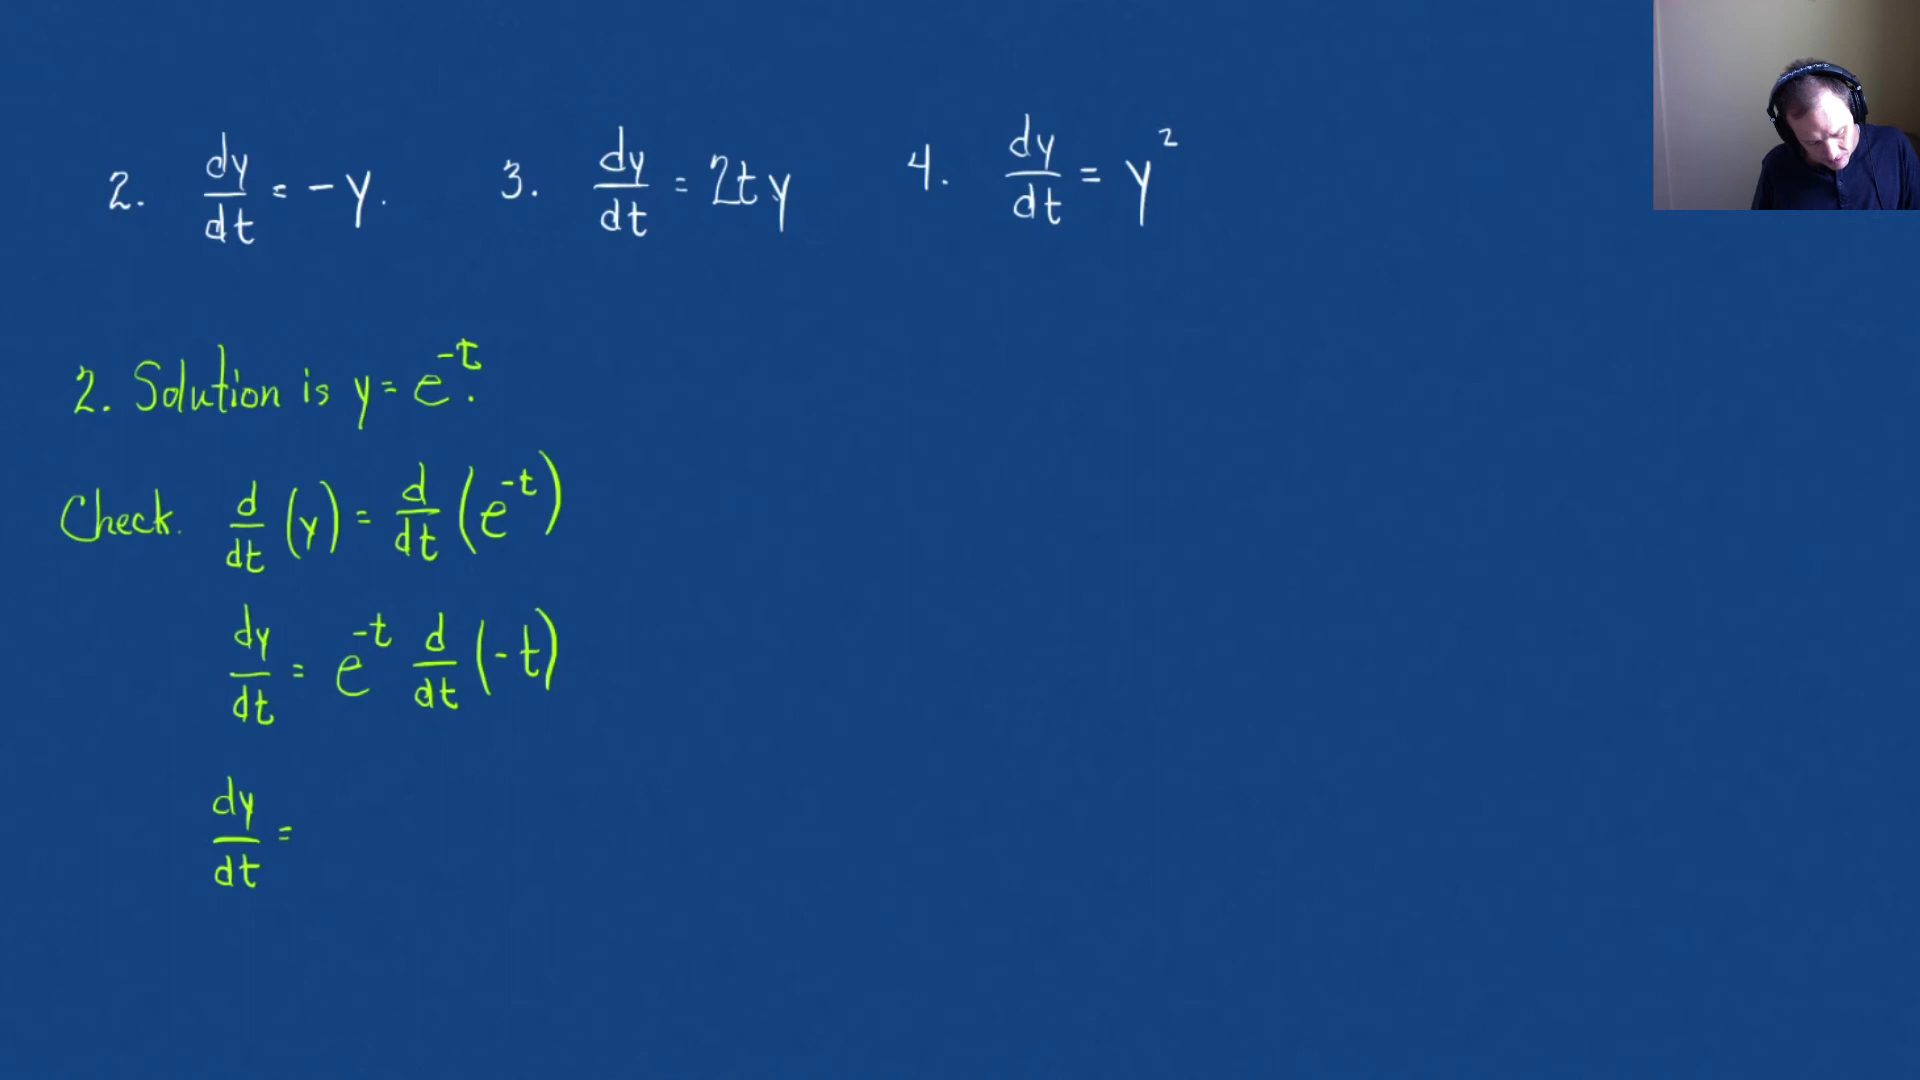 2. dy/dt = -y. 3. dy/dt = 2ty 4. dy/dt = y²
2. Solution is y = e^-t.
Check. d/dt (y) = d/dt (e^-t)
dy/dt = e^-t d/dt (-t)
dy/dt =